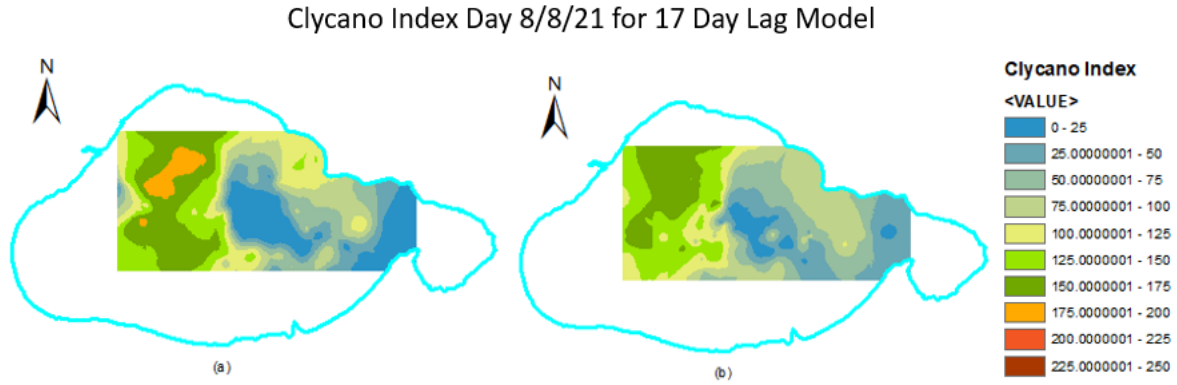 Clycano Index Day 8/8/21 for 17 Day Lag Model
N
N
Clycano Index
<VALUE>
0 - 25
25.00000001 - 50
50.00000001 - 75
75.00000001 - 100
100.0000001 - 125
125.0000001 - 150
150.0000001 - 175
175.0000001 - 200
200.0000001 - 225
225.0000001 - 250
(a)
(b)